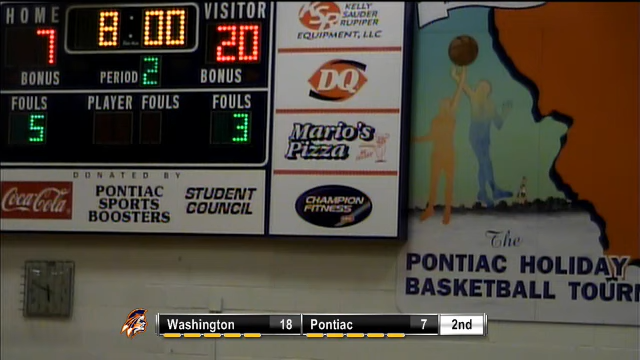 HOME
VISITOR
7
8:00
20
BONUS
PERIOD 2
BONUS
FOULS
PLAYER FOULS
FOULS
5
3
DONATED BY
Coca-Cola
PONTIAC
SPORTS
BOOSTERS
STUDENT
COUNCIL
KSR
KELLY
SAUDER
RUPIPER
EQUIPMENT, LLC
DQ
Mario's
Pizza
CHAMPION
FITNESS
The
PONTIAC HOLIDAY
BASKETBALL TOURN
Washington 18 Pontiac 7 2nd